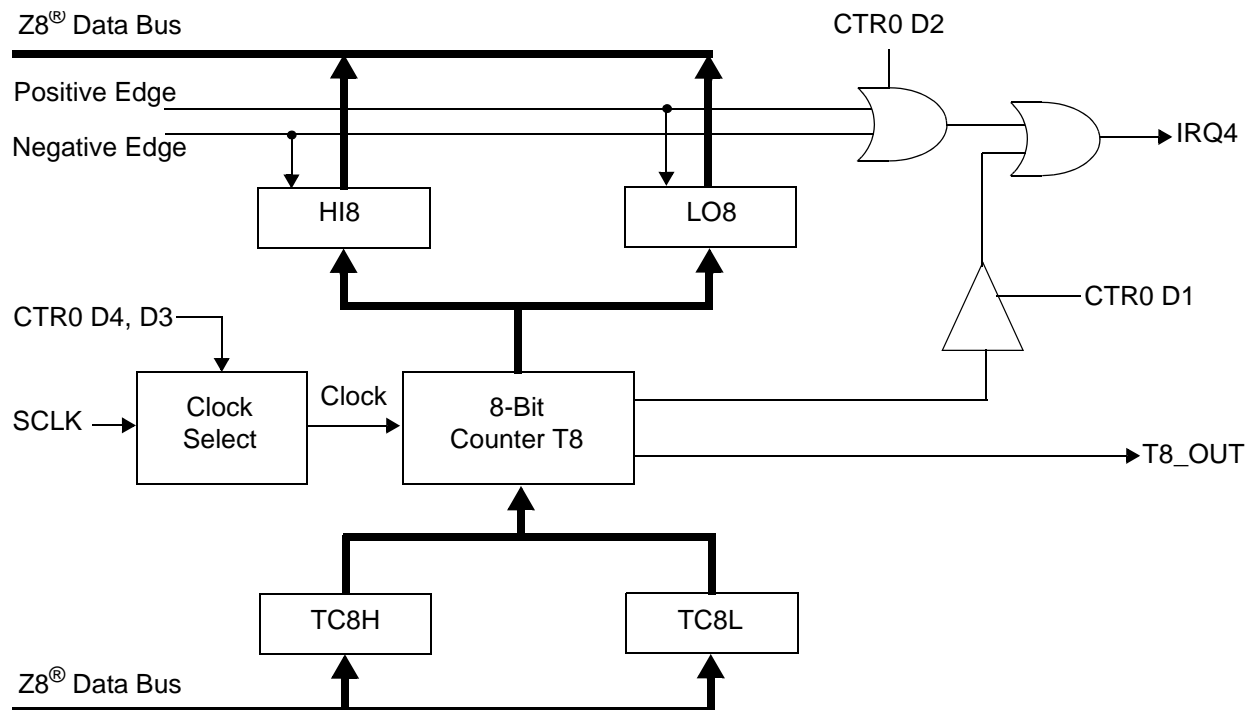 Z8® Data Bus
CTR0 D2
Positive Edge
Negative Edge
IRQ4
HI8
LO8
CTR0 D4, D3
CTR0 D1
SCLK
Clock
Select
Clock
8-Bit
Counter T8
T8_OUT
TC8H
TC8L
Z8® Data Bus